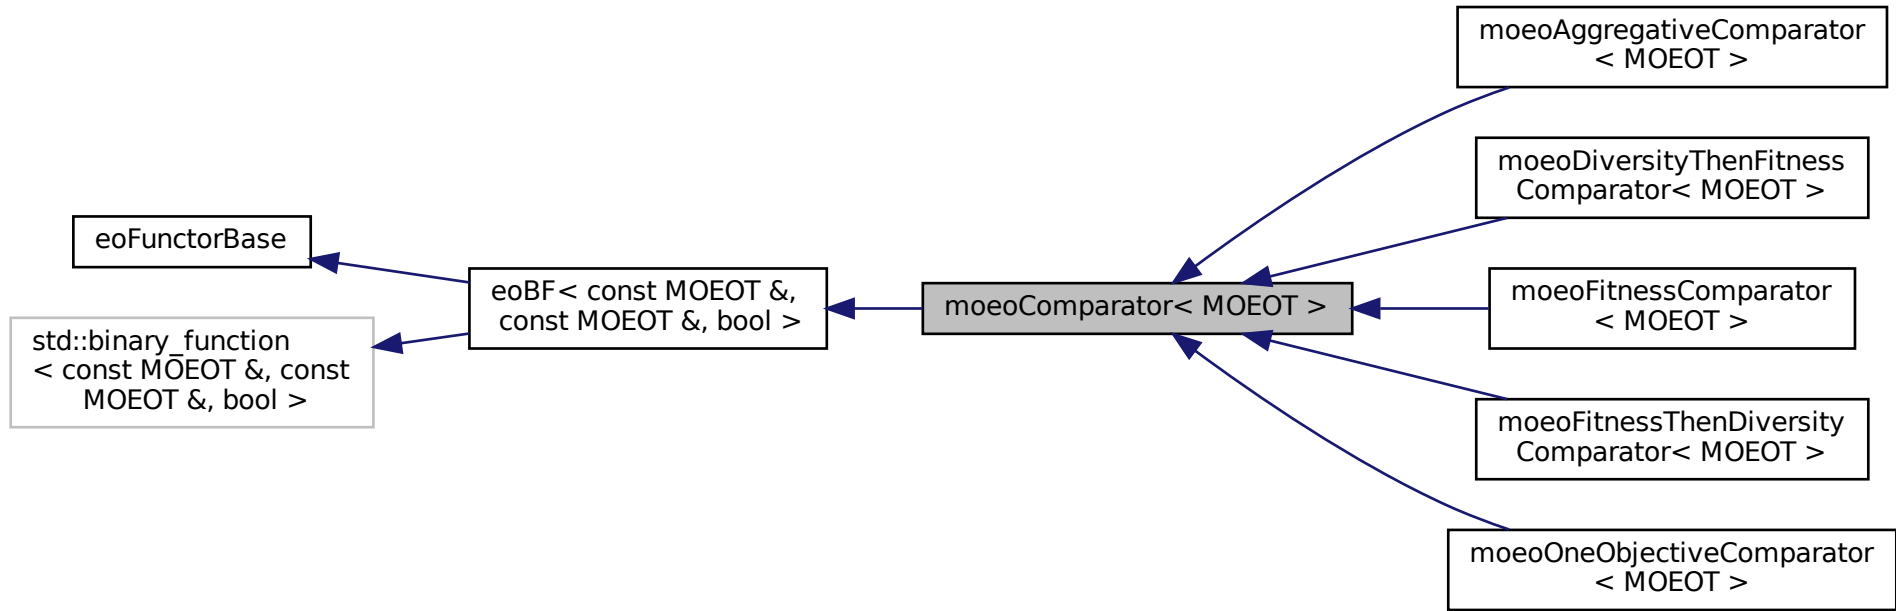 eoFunctorBase
std::binary_function
< const MOEOT &, const
MOEOT &, bool >
eoBF< const MOEOT &,
const MOEOT &, bool >
moeoComparator< MOEOT >
moeoAggregativeComparator
< MOEOT >
moeoDiversityThenFitness
Comparator< MOEOT >
moeoFitnessComparator
< MOEOT >
moeoFitnessThenDiversity
Comparator< MOEOT >
moeoOneObjectiveComparator
< MOEOT >